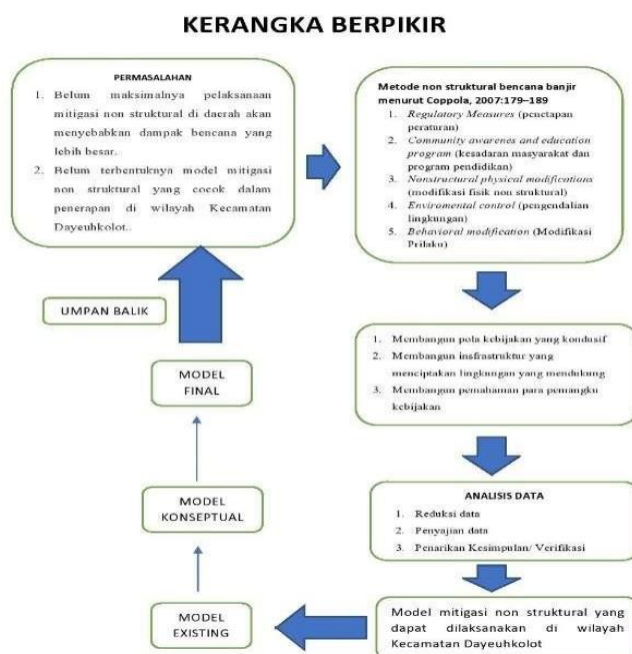 KERANGKA BERPIKIR
PERMASALAHAN
1. Belum maksimalnya pelaksanaan
mitigasi non struktural di daerah akan
menyebabkan dampak bencana yang
lebih besar.
2. Belum terbentuknya model mitigasi
non struktural yang cocok dalam
penerapan di wilayah Kecamatan
Dayeuhkolot..
Metode non struktural bencana banjir
menurut Coppola, 2007:179–189
1. Regulatory Measures (penetapan
peraturan)
2. Community awarenes and education
program (kesadaran masyarakat dan
program pendidikan)
3. Nonstructural physical modifications
(modifikasi fisik non struktural)
4. Enviromental control (pengendalian
lingkungan)
5. Behavioral modification (Modifikasi
Prilaku)
1. Membangun pola kebijakan yang kondusif
2. Membangun insfrastruktur yang
menciptakan lingkungan yang mendukung
3. Membangun pemahaman para pemangku
kebijakan
ANALISIS DATA
1. Reduksi data
2. Penyajian data
3. Penarikan Kesimpulan/ Verifikasi
Model mitigasi non struktural yang
dapat dilaksanakan di wilayah
Kecamatan Dayeuhkolot
MODEL
EXISTING
MODEL
KONSEPTUAL
MODEL
FINAL
UMPAN BALIK